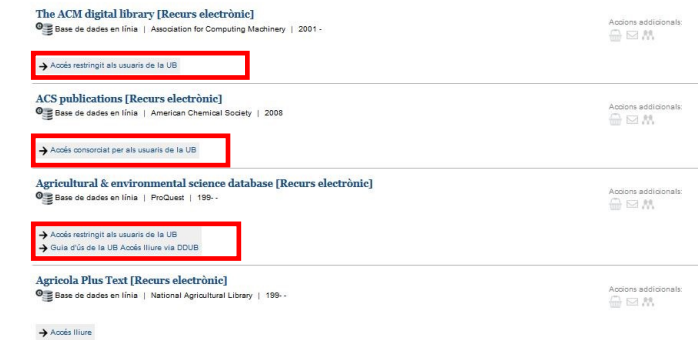 The ACM digital library [Recurs electrònic]
Base de dades en línia | Association for Computing Machinery | 2001 -
Accions addicionals:
Accés restringit als usuaris de la UB
ACS publications [Recurs electrònic]
Base de dades en línia | American Chemical Society | 2008
Accions addicionals:
Accés consorciat per als usuaris de la UB
Agricultural & environmental science database [Recurs electrònic]
Base de dades en línia | ProQuest | 199- -
Accions addicionals:
Accés restringit als usuaris de la UB
Guia d'ús de la UB Accés lliure via DDUB
Agricola Plus Text [Recurs electrònic]
Base de dades en línia | National Agricultural Library | 199- -
Accions addicionals:
Accés lliure